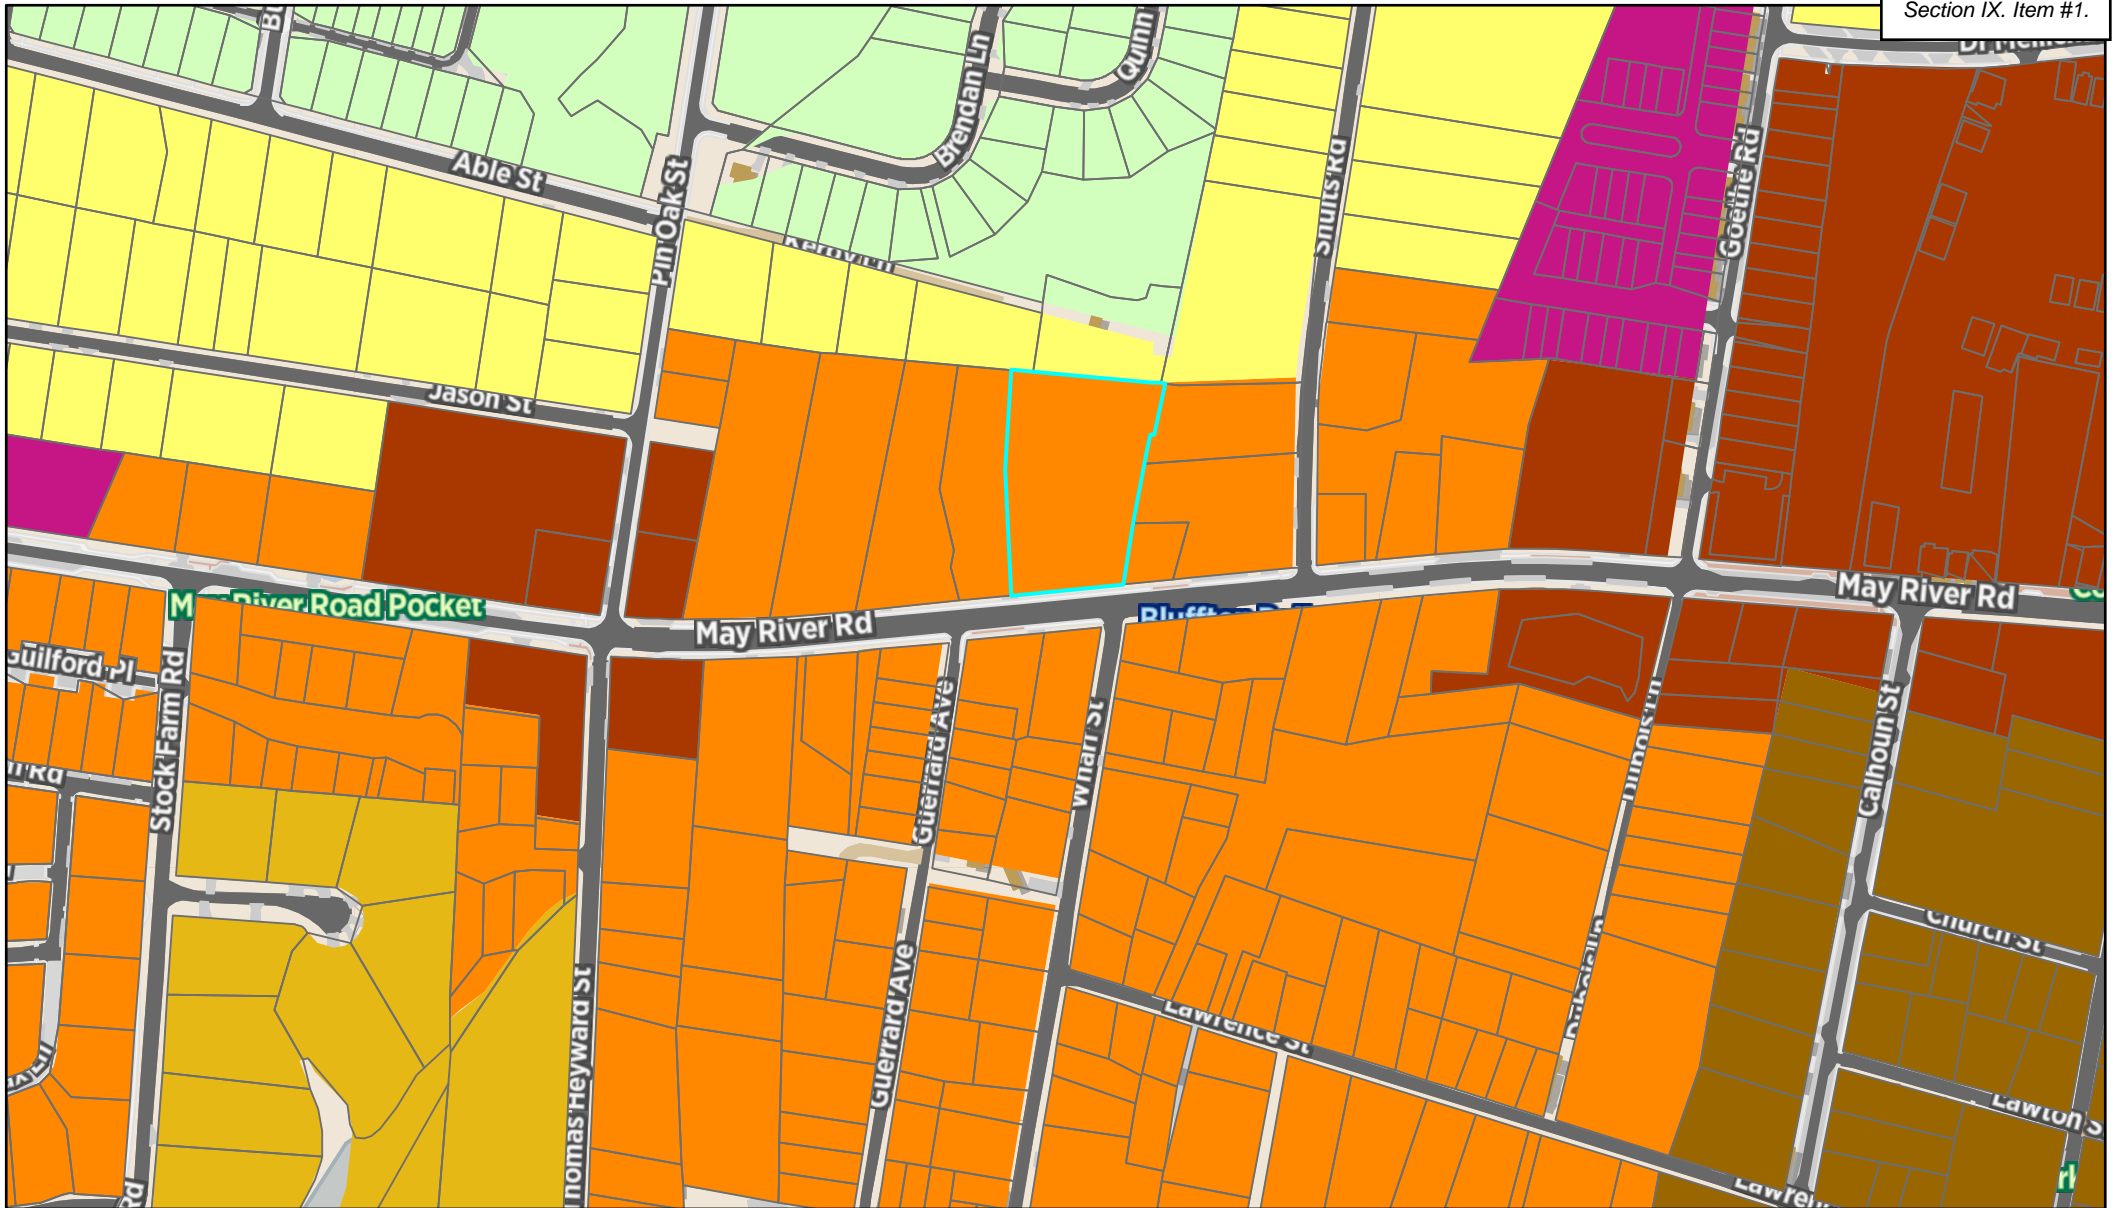 Section IX. Item #1.
Brendan Ln
Quinn
Able St
Pin Oak St
Shults Rd
Goethe Rd
Jason St
May River Road Pocket
May River Rd
May River Rd
Guilford Pl
Stock Farm Rd
Guerrard Ave
Wharf St
Calhoun St
Church St
Thomas Heyward St
Guerrard Ave
Lawrence St
Lawton S
Rd